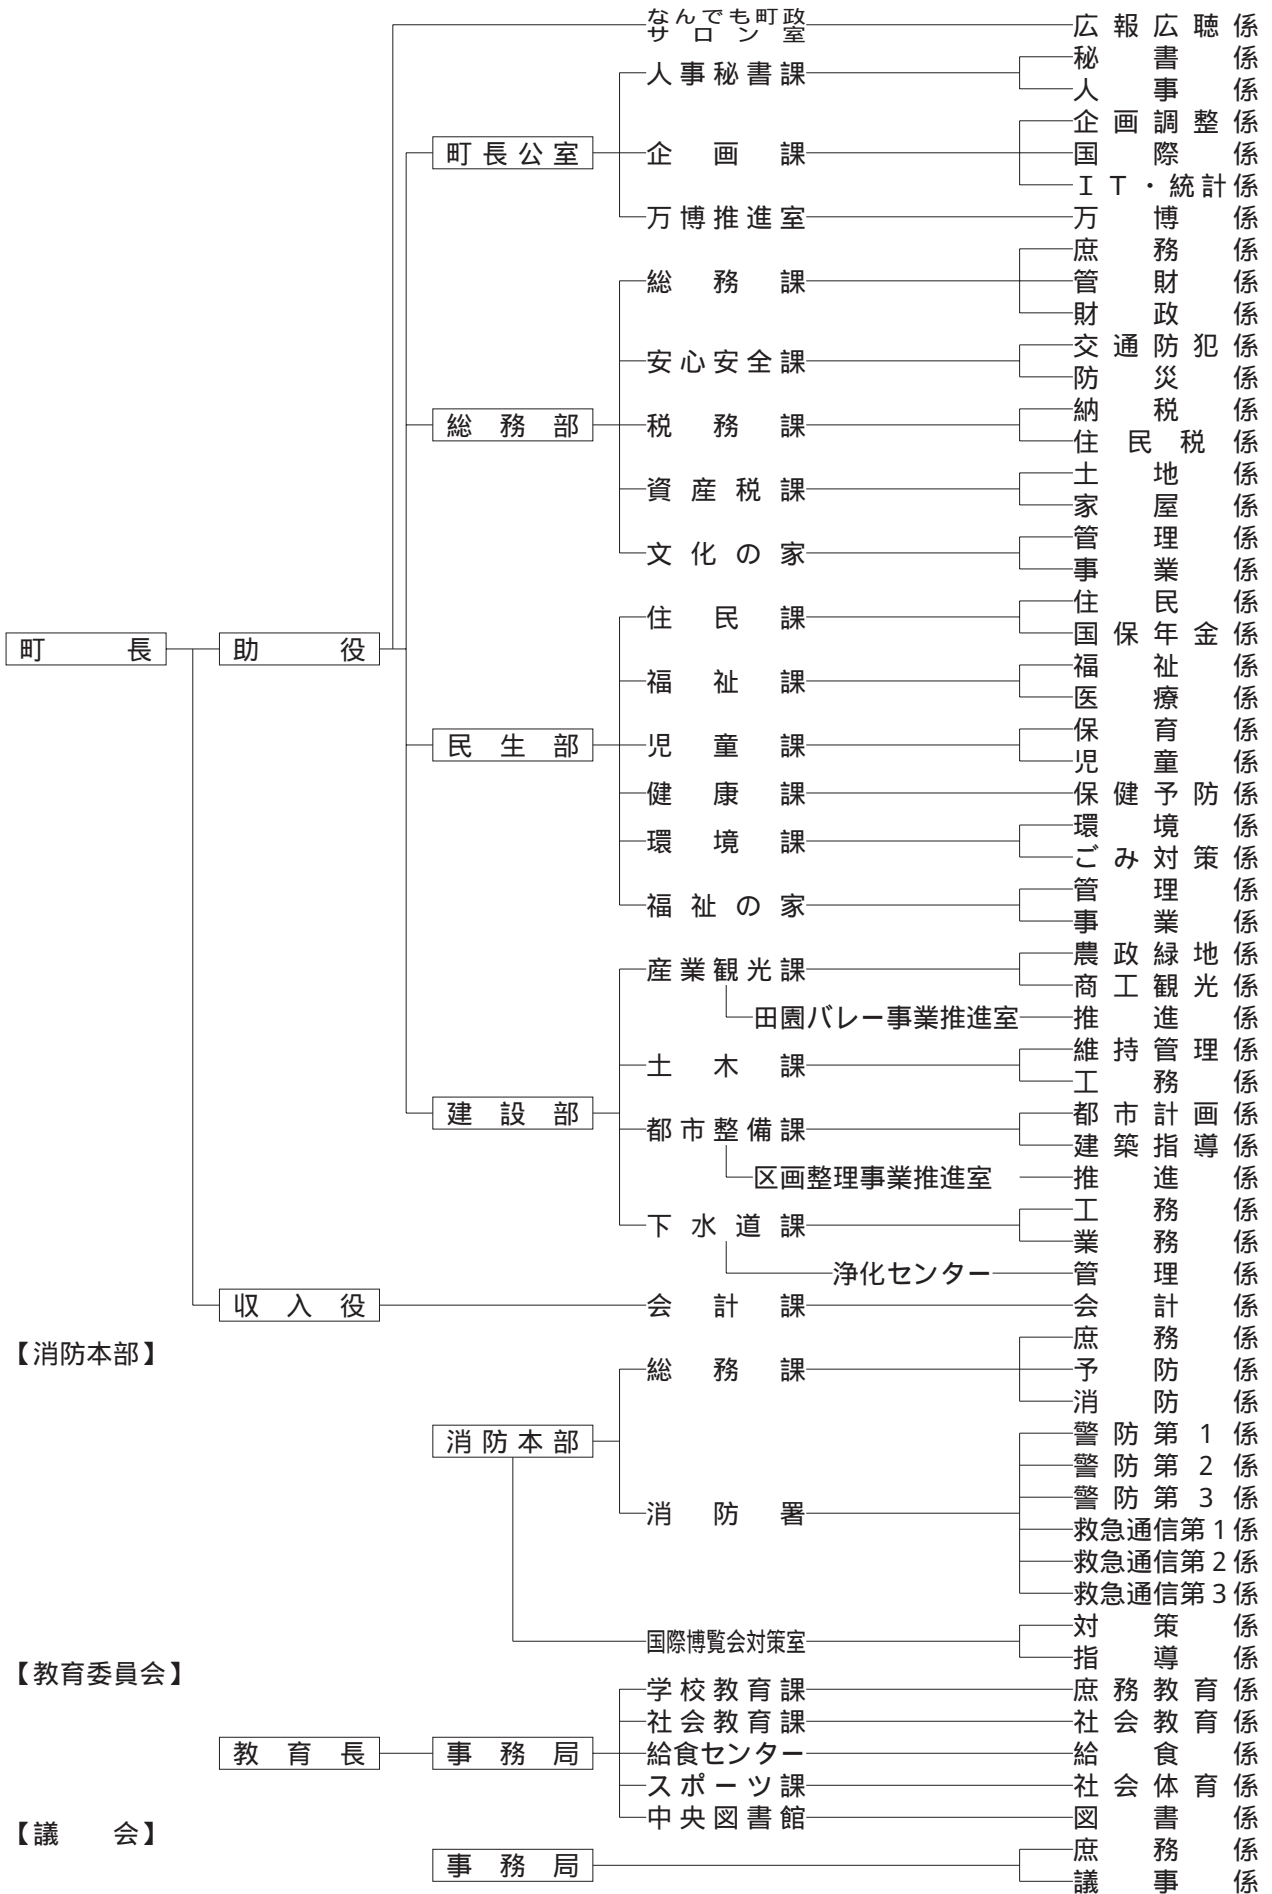 なんでも町政サロン室 広報広聴係
人事秘書課 秘書係
人事係
企画調整係
町長公室 企画課 国際係
ＩＴ・統計係
万博推進室 万博係
庶務係
総務課 管財係
財政係
安心安全課 交通防犯係
防災係
総務部 税務課 納税係
住民税係
資産税課 土地係
家屋係
文化の家 管理係
事業係
住民課 住民係
国保年金係
町長 助役
福祉課 福祉係
医療係
民生部 児童課 保育係
児童係
健康課 保健予防係
環境課 環境係
ごみ対策係
福祉の家 管理係
事業係
産業観光課 農政緑地係
商工観光係
田園バレー事業推進室 推進係
土木課 維持管理係
工務係
建設部 都市整備課 都市計画係
建築指導係
区画整理事業推進室 推進係
下水道課 工務係
業務係
浄化センター 管理係
収入役 会計課 会計係
【消防本部】
庶務係
総務課 予防係
消防係
消防本部
警防第1係
警防第2係
警防第3係
消防署
救急通信第1係
救急通信第2係
救急通信第3係
国際博覧会対策室 対策係
指導係
【教育委員会】
学校教育課 庶務教育係
社会教育課 社会教育係
教育長 事務局 給食センター 給食係
スポーツ課 社会体育係
中央図書館 図書係
【議会】
事務局 庶務係
議事係